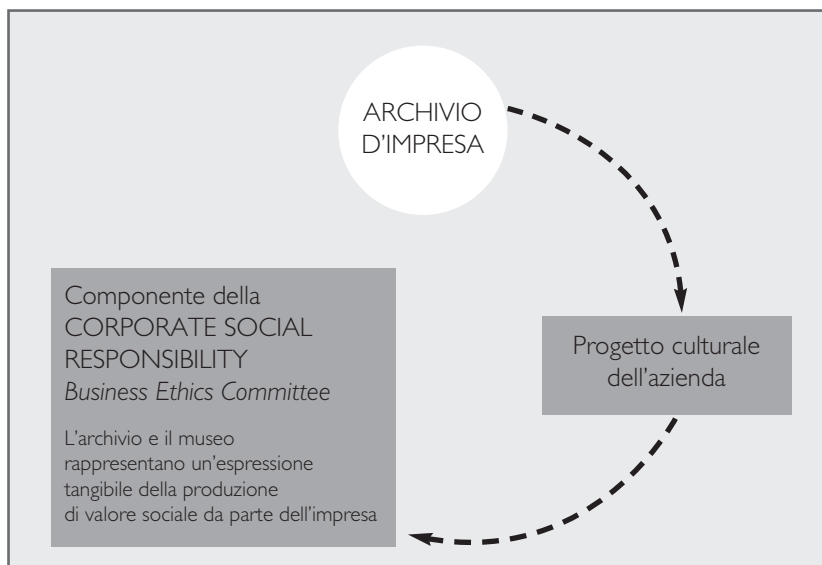 ARCHIVIO
D'IMPRESA
Progetto culturale
dell'azienda
Componente della
CORPORATE SOCIAL
RESPONSIBILITY
Business Ethics Committee
L'archivio e il museo
rappresentano un'espressione
tangibile della produzione
di valore sociale da parte dell'impresa